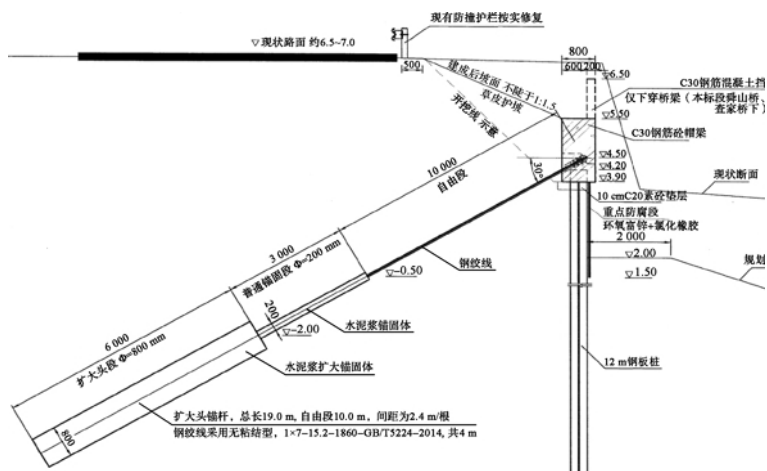 现有防撞护栏按实修复
▽现状路面 约6.5~7.0
500
800
600,200
▽6.50
C30钢筋混凝土挡
仅下穿桥梁（本标段舜山桥、
查家桥下）
▽5.50
C30钢筋砼帽梁
建成后坡面 不陡于1:1.5
草皮护坡
开挖线 示意
▽4.50
▽4.20
▽3.90
30°
10 cmC20素砼垫层
现状断面
重点防腐段
环氧富锌+氯化橡胶
2 000
▽2.00
规划
▽1.50
10 000
自由段
钢绞线
▽-0.50
3 000
普通锚固段 Φ=200 mm
200
▽-2.00
水泥浆锚固体
6 000
扩大头段 Φ=800 mm
水泥浆扩大锚固体
12 m钢板桩
800
扩大头锚杆，总长19.0 m, 自由段10.0 m，间距为2.4 m/根
钢绞线采用无粘结型，1×7-15.2-1860-GB/T5224-2014, 共4 m